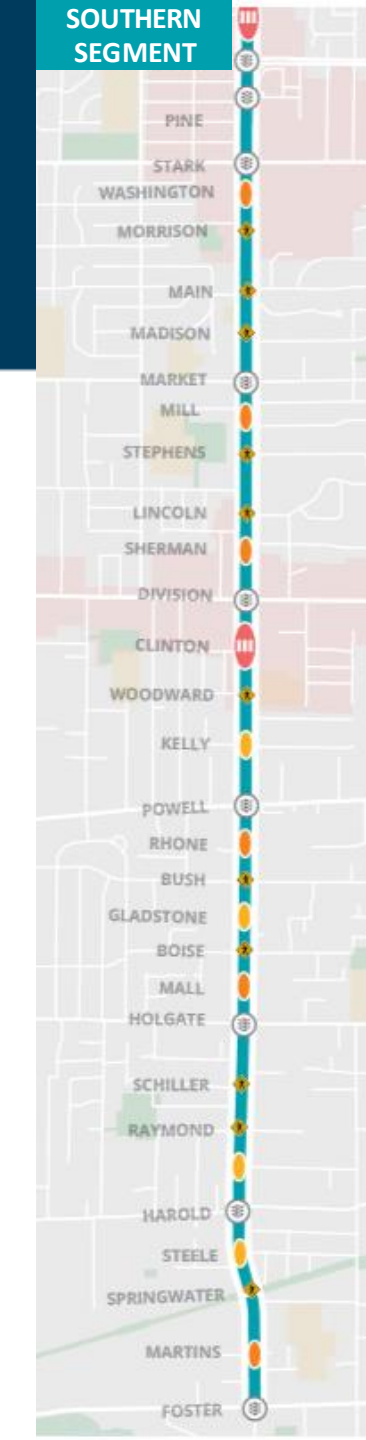 SOUTHERN
SEGMENT
PINE
STARK
WASHINGTON
MORRISON
MAIN
MADISON
MARKET
MILL
STEPHENS
LINCOLN
SHERMAN
DIVISION
CLINTON
WOODWARD
KELLY
POWELL
RHONE
BUSH
GLADSTONE
BOISE
MALL
HOLGATE
SCHILLER
RAYMOND
HAROLD
STEELE
SPRINGWATER
MARTINS
FOSTER